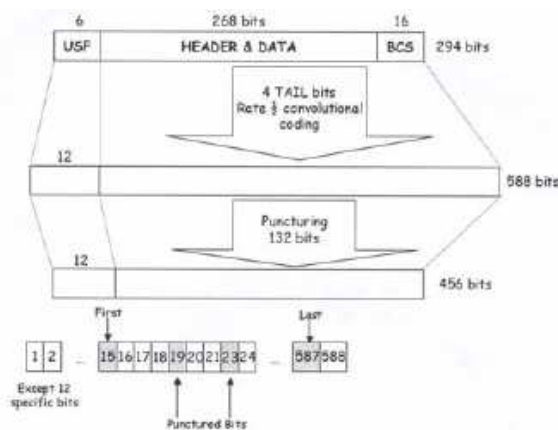 6 268 bits 16
USF HEADER & DATA BCS 294 bits
4 TAIL bits
Rate ½ convolutional
coding
12
588 bits
Puncturing
132 bits
12
456 bits
First Last
1 2 ... 15 16 17 18 19 20 21 23 24 ... 587 588
Except 12
specific bits
Punctured Bits